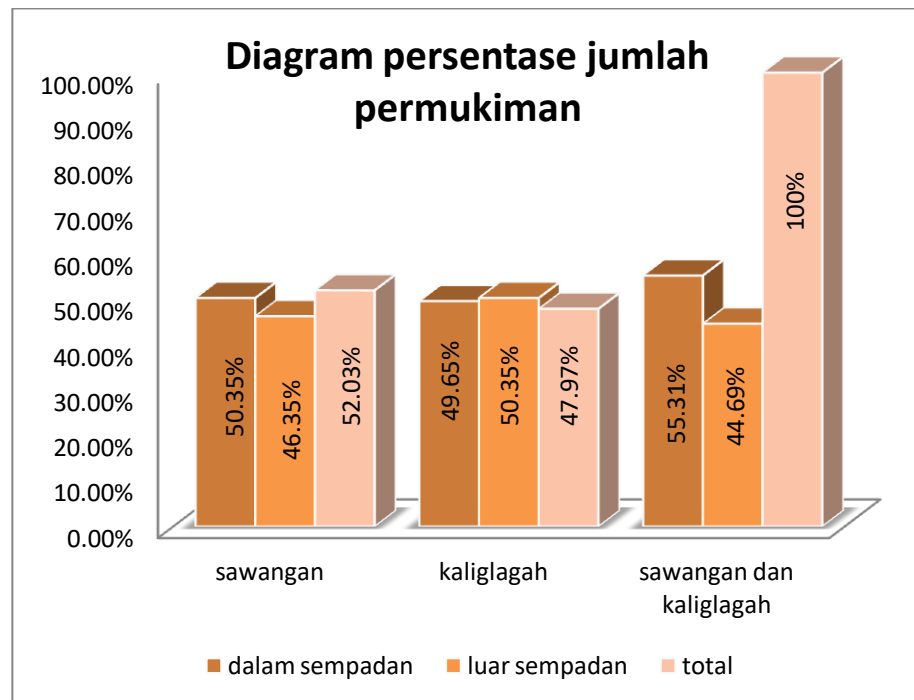 Diagram persentase jumlah
permukiman
100.00%
90.00%
80.00%
70.00%
60.00%
50.00%
40.00%
30.00%
20.00%
10.00%
0.00%
50.35%
46.35%
52.03%
49.65%
50.35%
47.97%
55.31%
44.69%
100%
sawangan
kaliglagah
sawangan dan
kaliglagah
dalam sempadan luar sempadan total